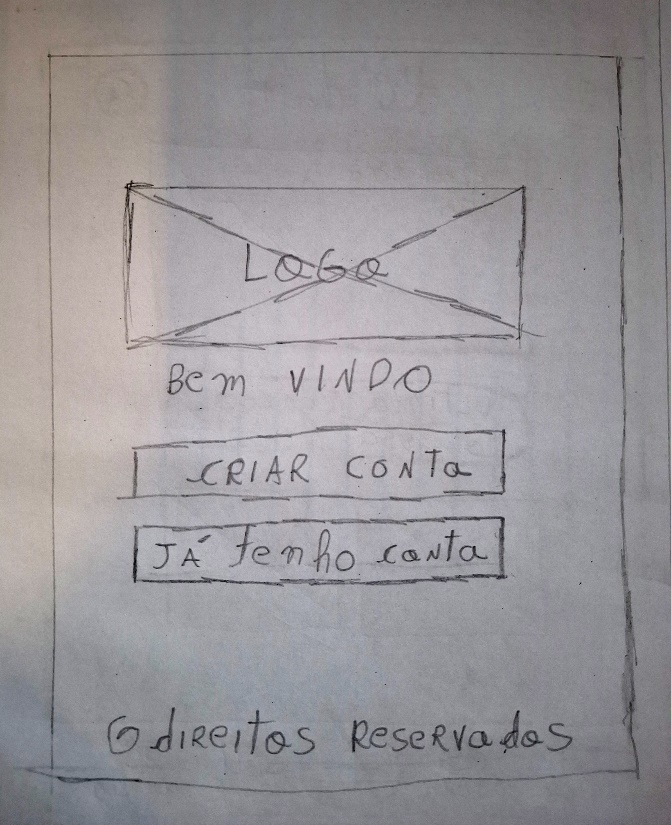 LOGO
Bem VINDO
CRIAR CONTA
JÁ tenho conta
© direitos Reservados